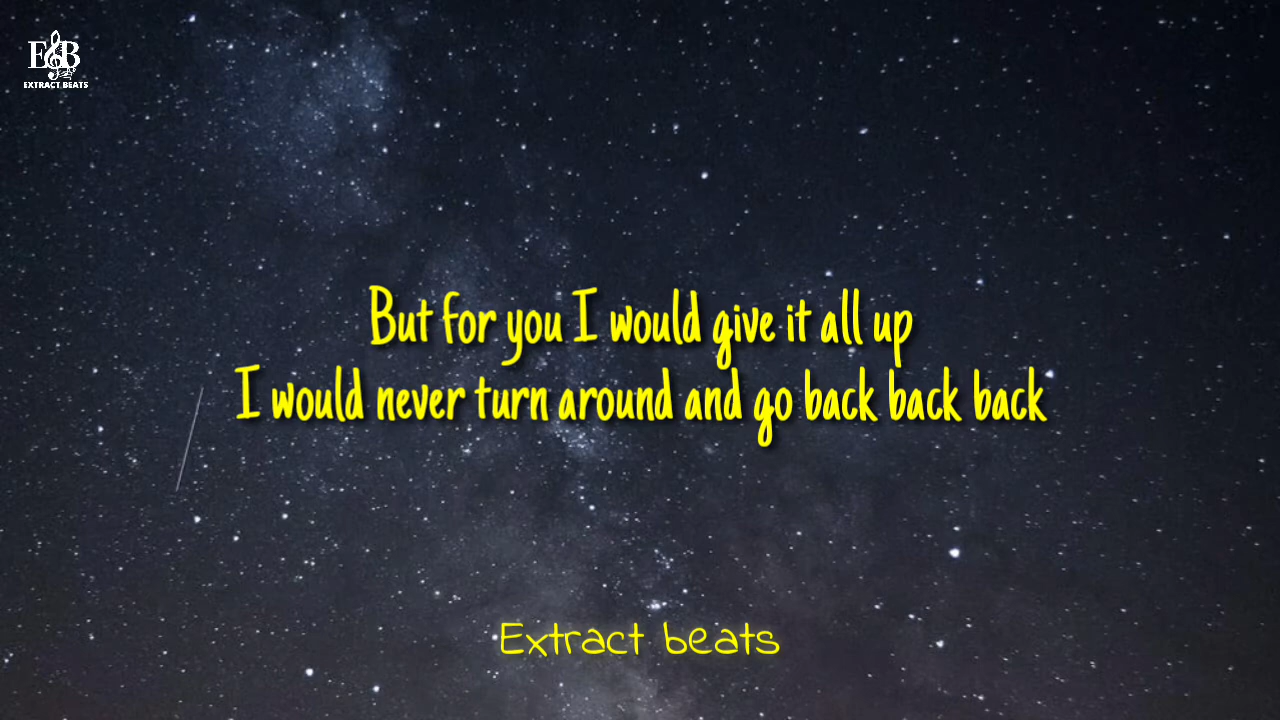 E&B
EXTRACT BEATS
But for you I would give it all up
I would never turn around and go back back back
Extract beats